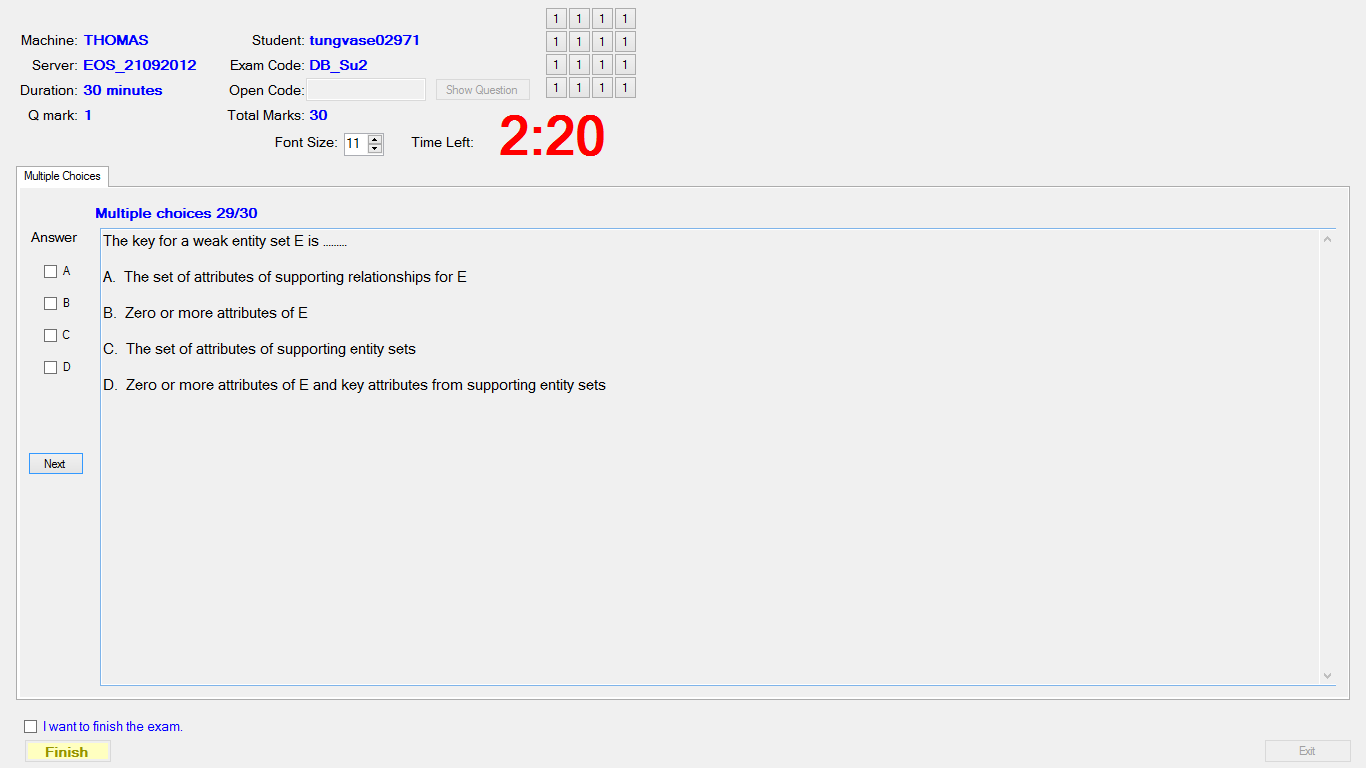 Machine: THOMAS Student: tungvase02971 1 1 1 1
1 1 1 1
Server: EOS_21092012 Exam Code: DB_Su2 1 1 1 1
Duration: 30 minutes Open Code: Show Question 1 1 1 1
Q mark: 1 Total Marks: 30
Font Size: 11 Time Left: 2:20
Multiple Choices
Multiple choices 29/30
Answer
The key for a weak entity set E is .........
A
A. The set of attributes of supporting relationships for E
B
B. Zero or more attributes of E
C
C. The set of attributes of supporting entity sets
D
D. Zero or more attributes of E and key attributes from supporting entity sets
Next
I want to finish the exam.
Finish
Exit